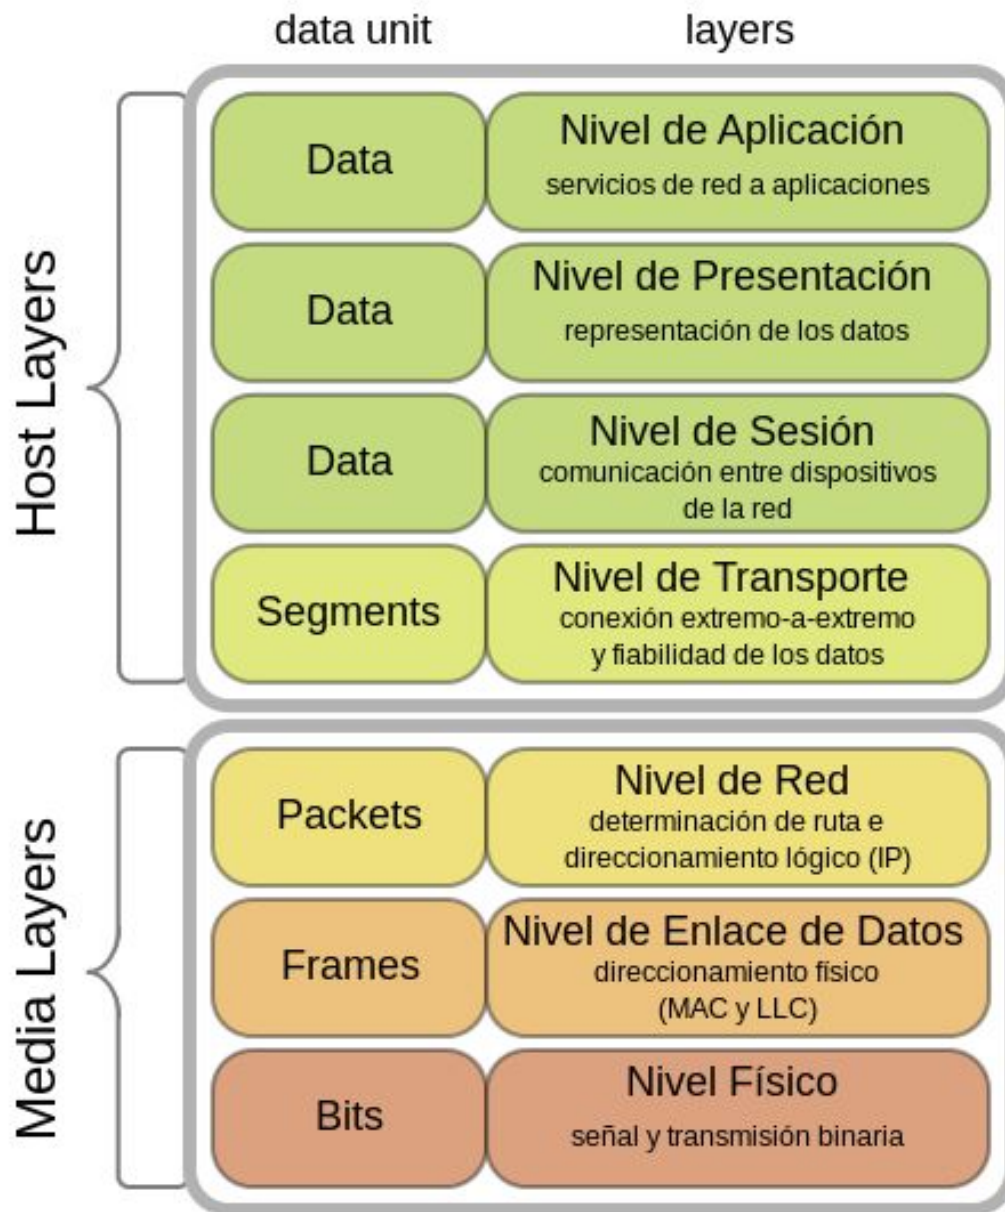 data unit
layers
Host Layers
Data
Nivel de Aplicación
servicios de red a aplicaciones
Data
Nivel de Presentación
representación de los datos
Data
Nivel de Sesión
comunicación entre dispositivos
de la red
Segments
Nivel de Transporte
conexión extremo-a-extremo
y fiabilidad de los datos
Media Layers
Packets
Nivel de Red
determinación de ruta e
direccionamiento lógico (IP)
Frames
Nivel de Enlace de Datos
direccionamiento físico
(MAC y LLC)
Bits
Nivel Físico
señal y transmisión binaria